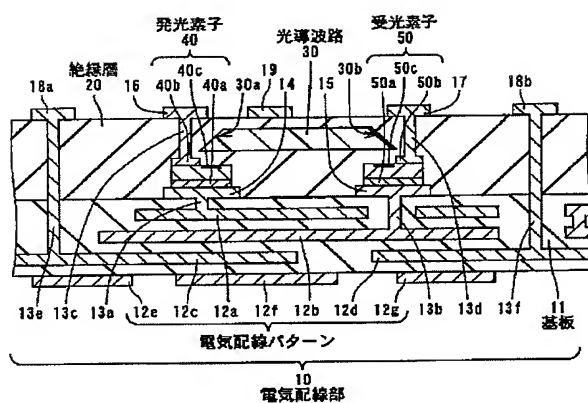 発光素子 光導波路 受光素子
40 30 50
絶縁層 40c 50c
18a 20 16 40b 40a 14 30a 19 15 30b 50a 50b 17 18b
13e 13c 13a 12a 13b 13d 13f 11
12e 12c 12f 12b 12d 12g 基板
電気配線パターン
10
電気配線部